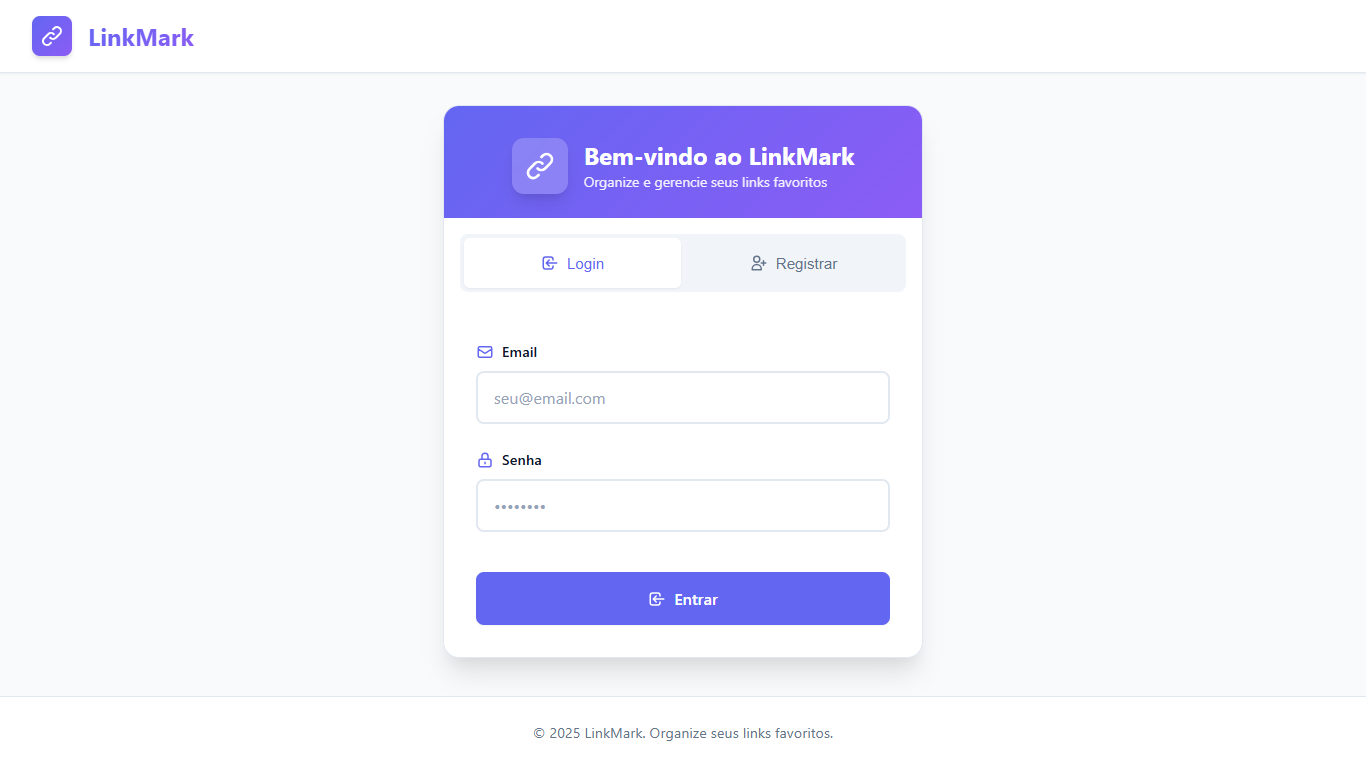 LinkMark
Bem-vindo ao LinkMark
Organize e gerencie seus links favoritos
Login
Registrar
Email
seu@email.com
Senha
••••••••
Entrar
© 2025 LinkMark. Organize seus links favoritos.